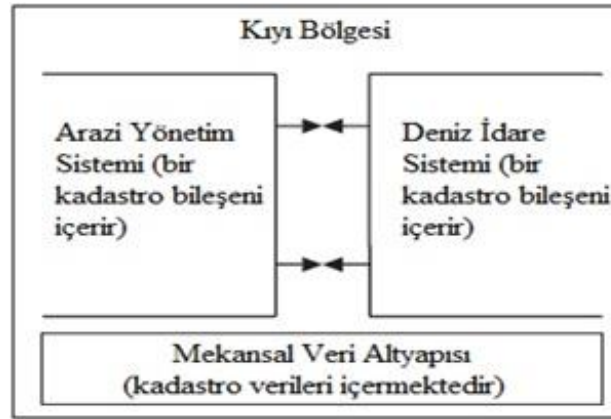 Kıyı Bölgesi
Arazi Yönetim
Sistemi (bir
kadastro bileşeni
içerir)
Deniz İdare
Sistemi (bir
kadastro bileşeni
içerir)
Mekansal Veri Altyapısı
(kadastro verileri içermektedir)